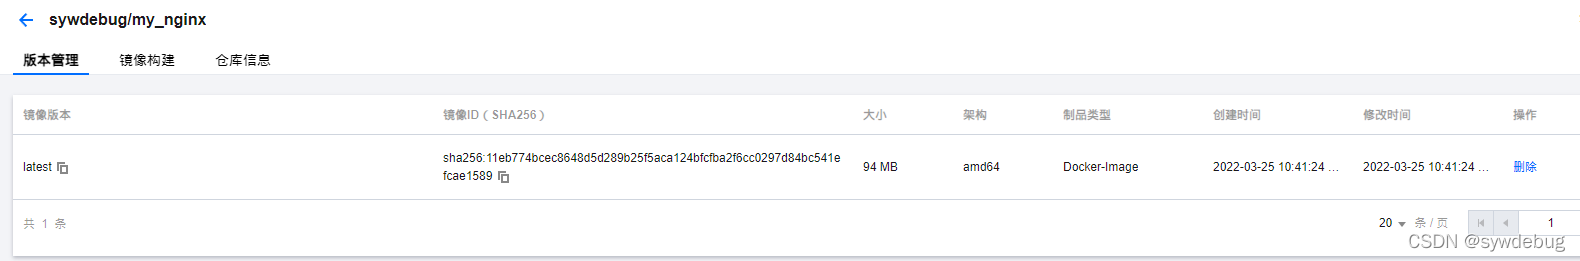 sywdebug/my_nginx
版本管理 镜像构建 仓库信息
镜像版本 镜像ID（SHA256） 大小 架构 制品类型 创建时间 修改时间 操作
latest sha256:11eb774bcec8648d5d289b25f5aca124bfcfba2f6cc0297d84bc541e 94 MB amd64 Docker-Image 2022-03-25 10:41:24 ... 2022-03-25 10:41:24 ... 删除
fcae1589
共 1 条 20 条 / 页 1
CSDN @sywdebug